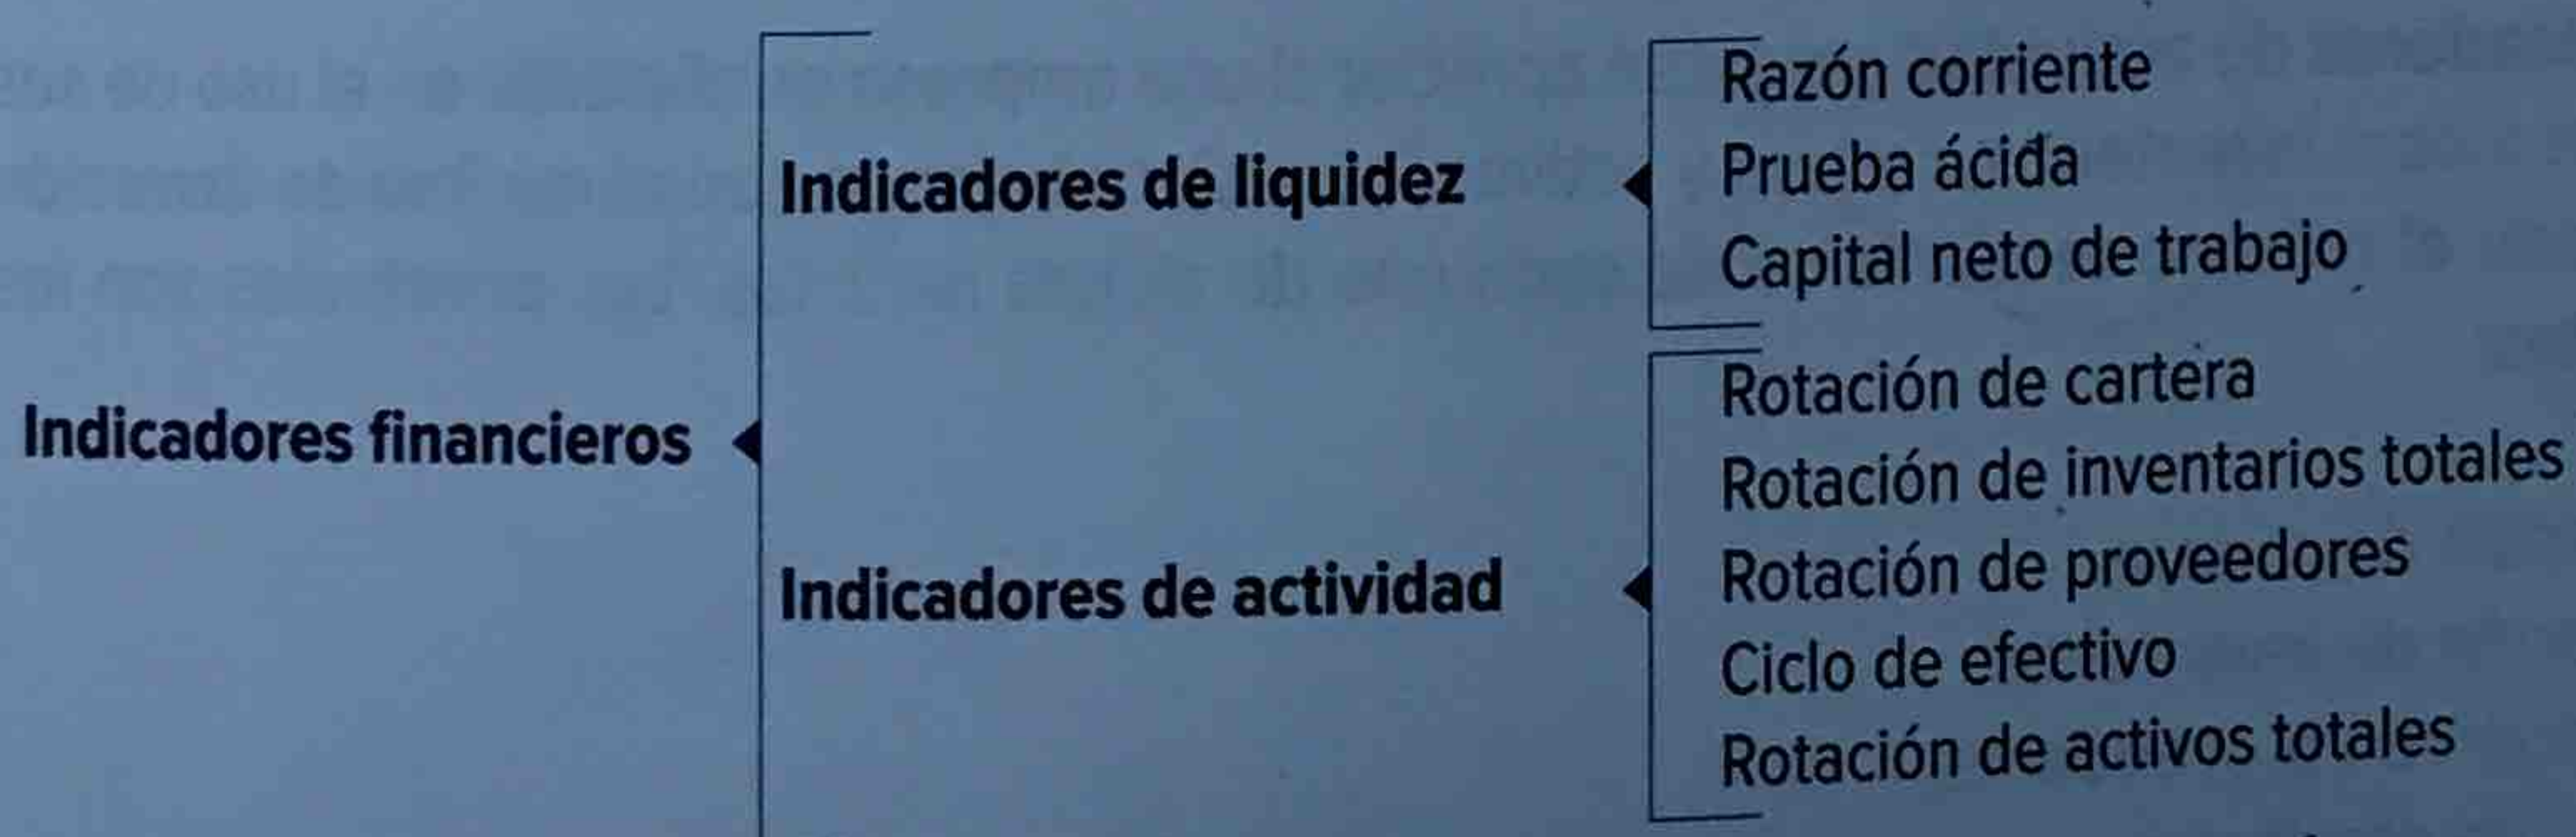 Indicadores financieros
Indicadores de liquidez
Razón corriente
Prueba ácida
Capital neto de trabajo
Indicadores de actividad
Rotación de cartera
Rotación de inventarios totales
Rotación de proveedores
Ciclo de efectivo
Rotación de activos totales